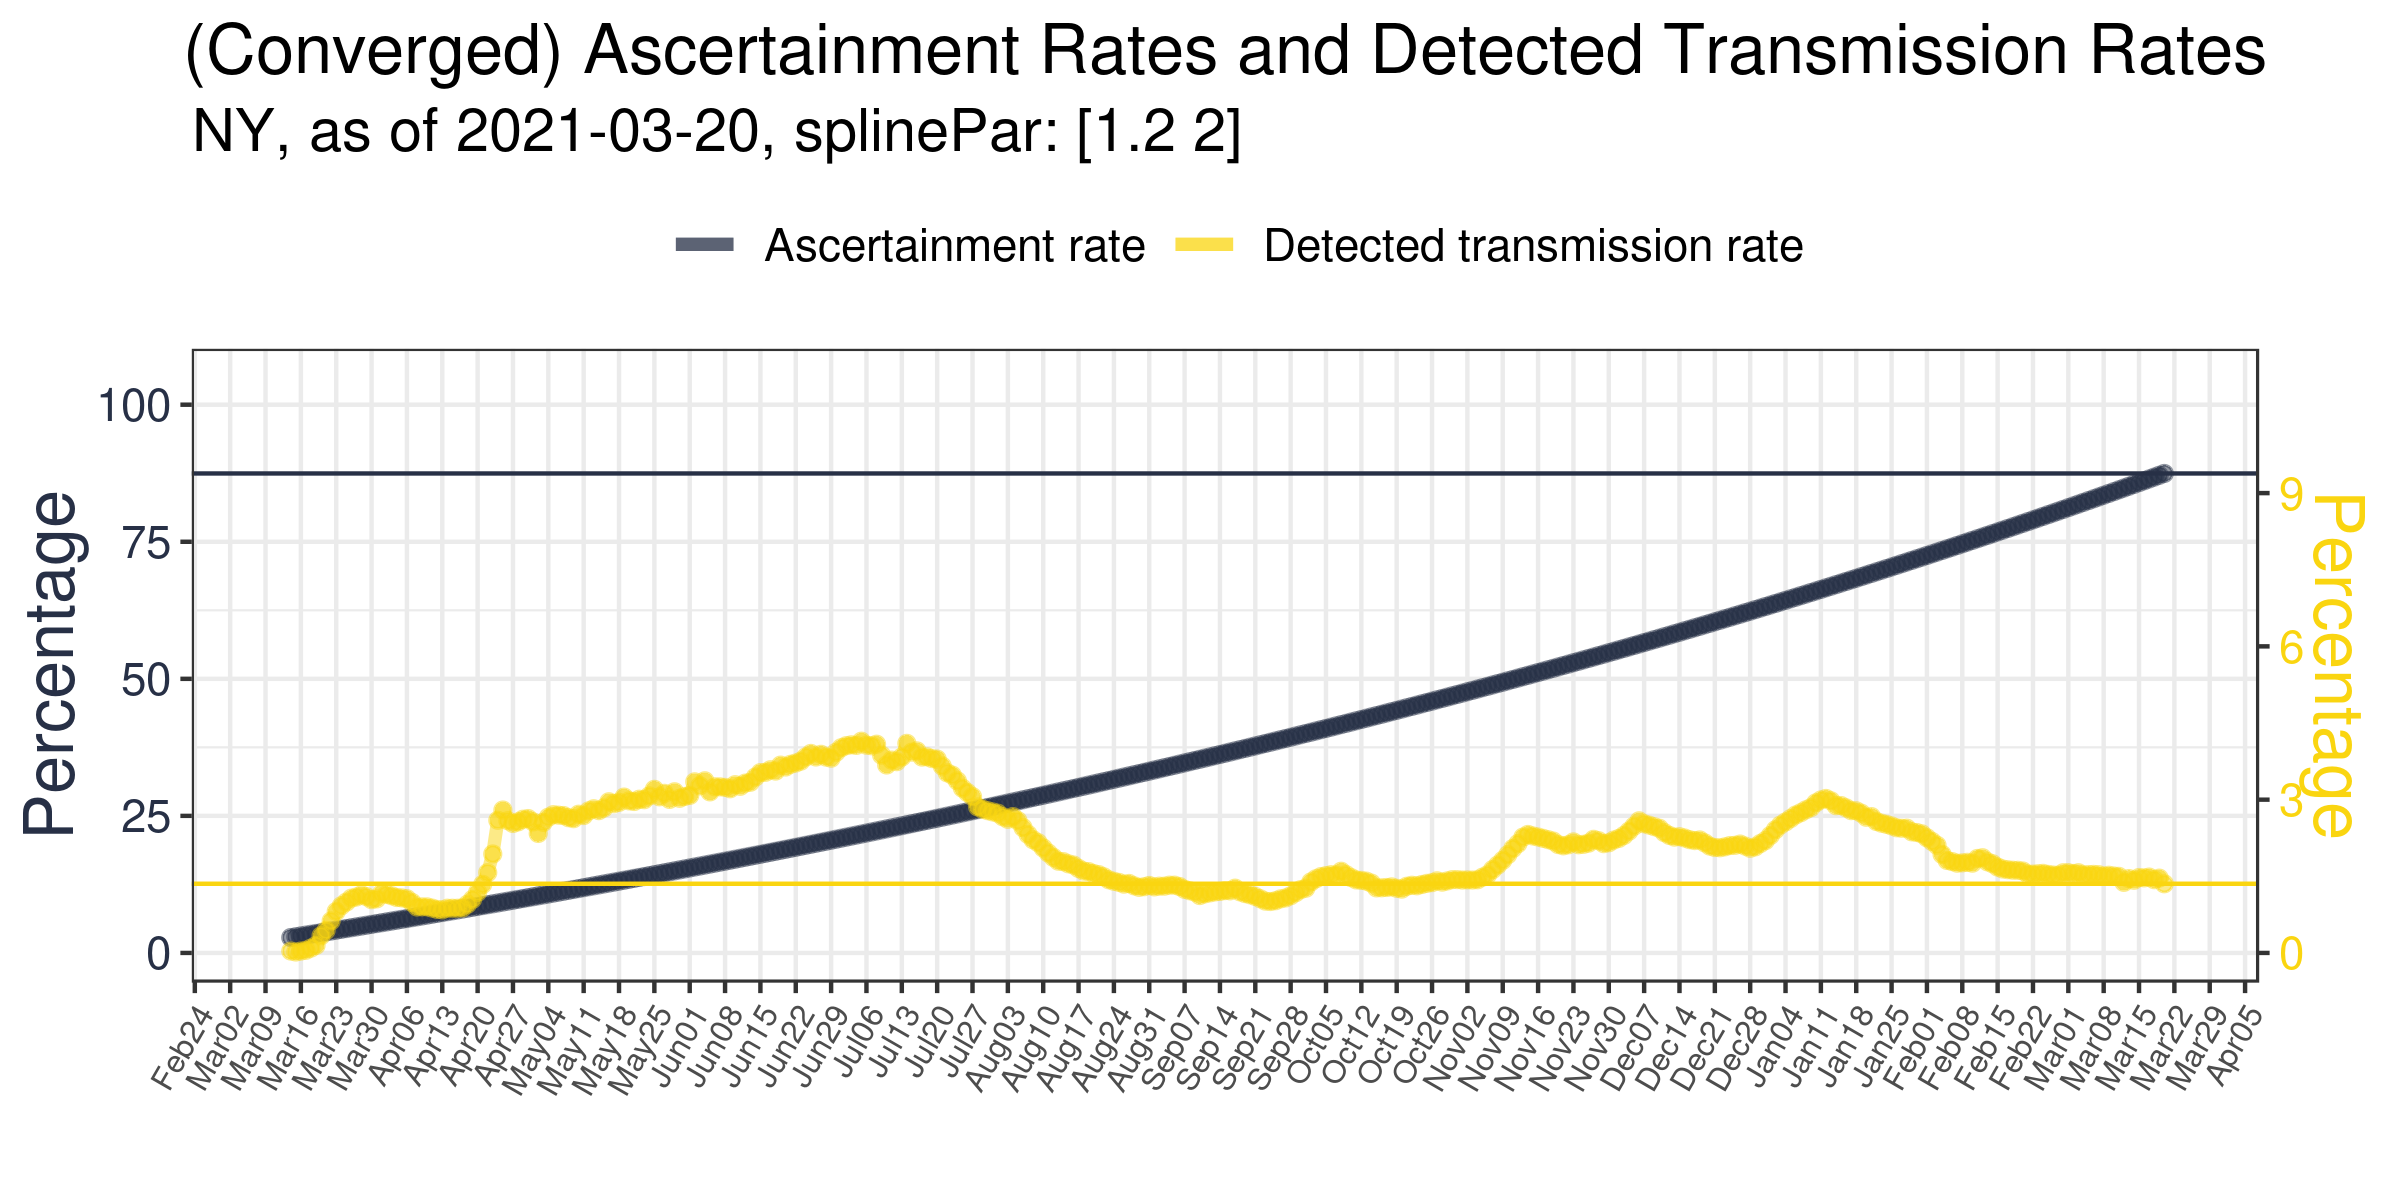 (Converged) Ascertainment Rates and Detected Transmission Rates
NY, as of 2021-03-20, splinePar: [1.2 2]
Ascertainment rate
Detected transmission rate
Percentage
100
75
50
25
0
9
6
3
0
Percentage
Feb24
Mar02
Mar09
Mar16
Mar23
Mar30
Apr06
Apr13
Apr20
Apr27
May04
May11
May18
May25
Jun01
Jun08
Jun15
Jun22
Jun29
Jul06
Jul13
Jul20
Jul27
Aug03
Aug10
Aug17
Aug24
Aug31
Sep07
Sep14
Sep21
Sep28
Oct05
Oct12
Oct19
Oct26
Nov02
Nov09
Nov16
Nov23
Nov30
Dec07
Dec14
Dec21
Dec28
Jan04
Jan11
Jan18
Jan25
Feb01
Feb08
Feb15
Feb22
Mar01
Mar08
Mar15
Mar22
Mar29
Apr05